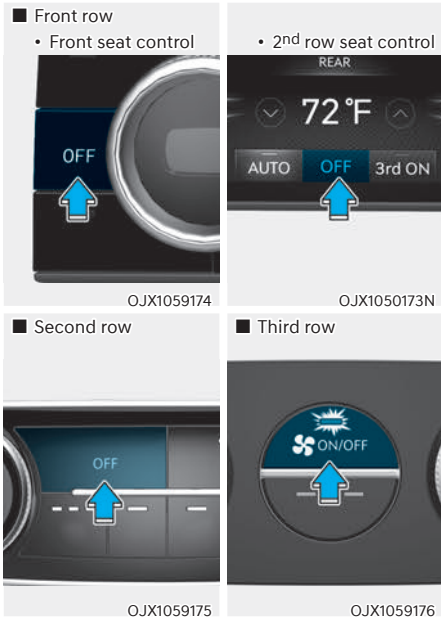 ■ Front row
• Front seat control
• 2nd row seat control
OFF
OJX1059174
REAR
72°F
AUTO OFF 3rd ON
OJX1050173N
■ Second row
OFF
OJX1059175
■ Third row
ON/OFF
OJX1059176